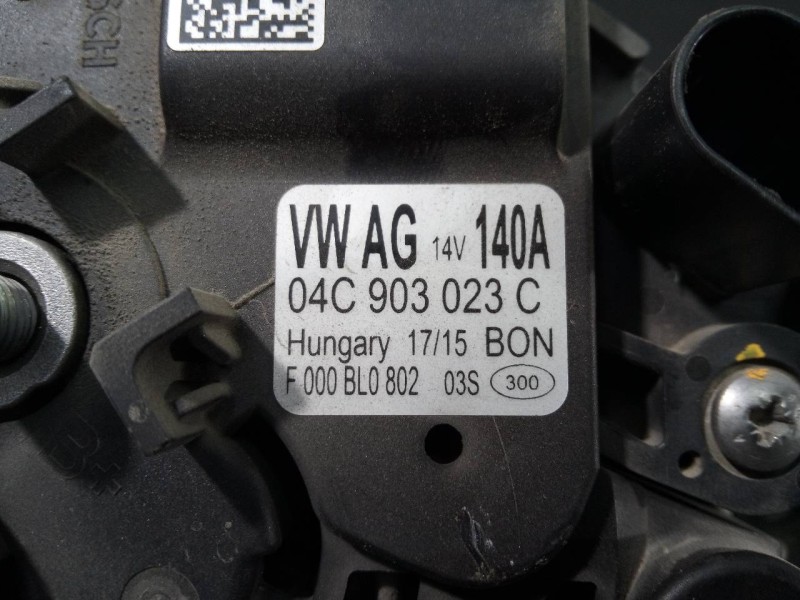 VW AG 14V 140A
04C 903 023 C
Hungary 17/15 BON
F 000 BL0 802 03S 300